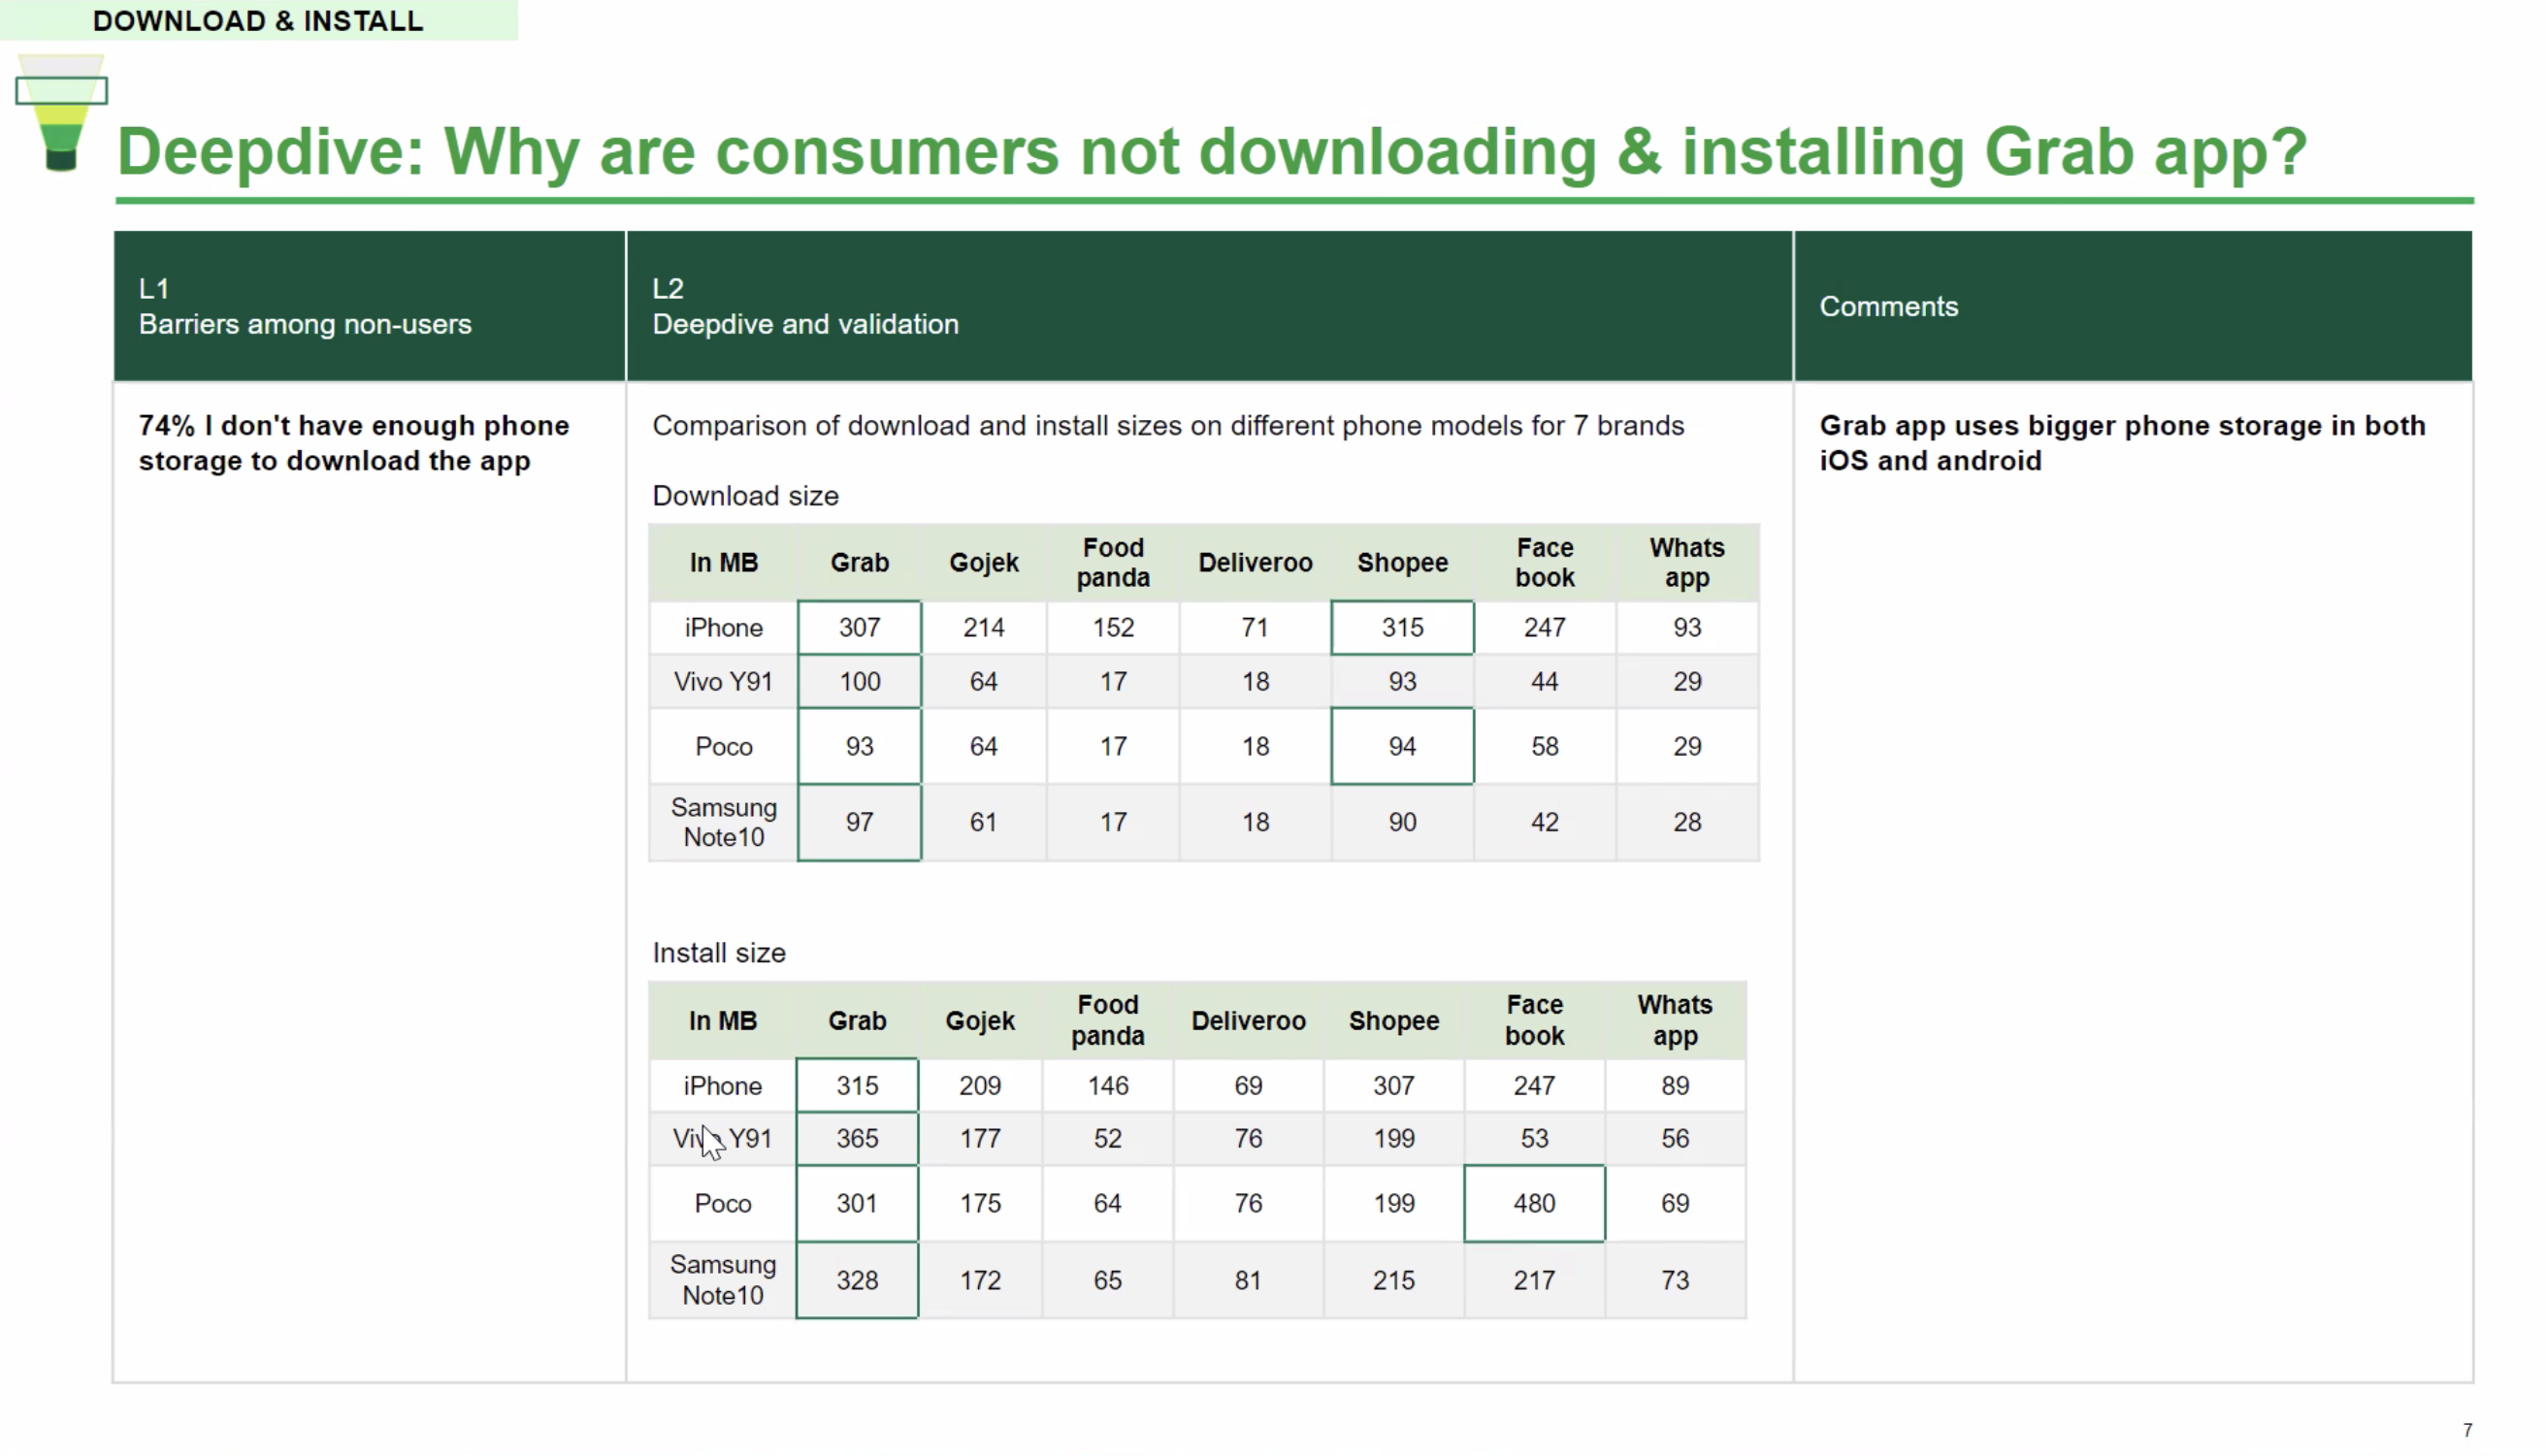 DOWNLOAD & INSTALL
Deepdive: Why are consumers not downloading & installing Grab app?
L1
Barriers among non-users
L2
Deepdive and validation
Comments
74% I don't have enough phone
storage to download the app
Comparison of download and install sizes on different phone models for 7 brands
Download size
In MB Grab Gojek Food panda Deliveroo Shopee Face book Whats app
iPhone 307 214 152 71 315 247 93
Vivo Y91 100 64 17 18 93 44 29
Poco 93 64 17 18 94 58 29
Samsung Note10 97 61 17 18 90 42 28
Install size
In MB Grab Gojek Food panda Deliveroo Shopee Face book Whats app
iPhone 315 209 146 69 307 247 89
Vivo Y91 365 177 52 76 199 53 56
Poco 301 175 64 76 199 480 69
Samsung Note10 328 172 65 81 215 217 73
Grab app uses bigger phone storage in both
iOS and android
7